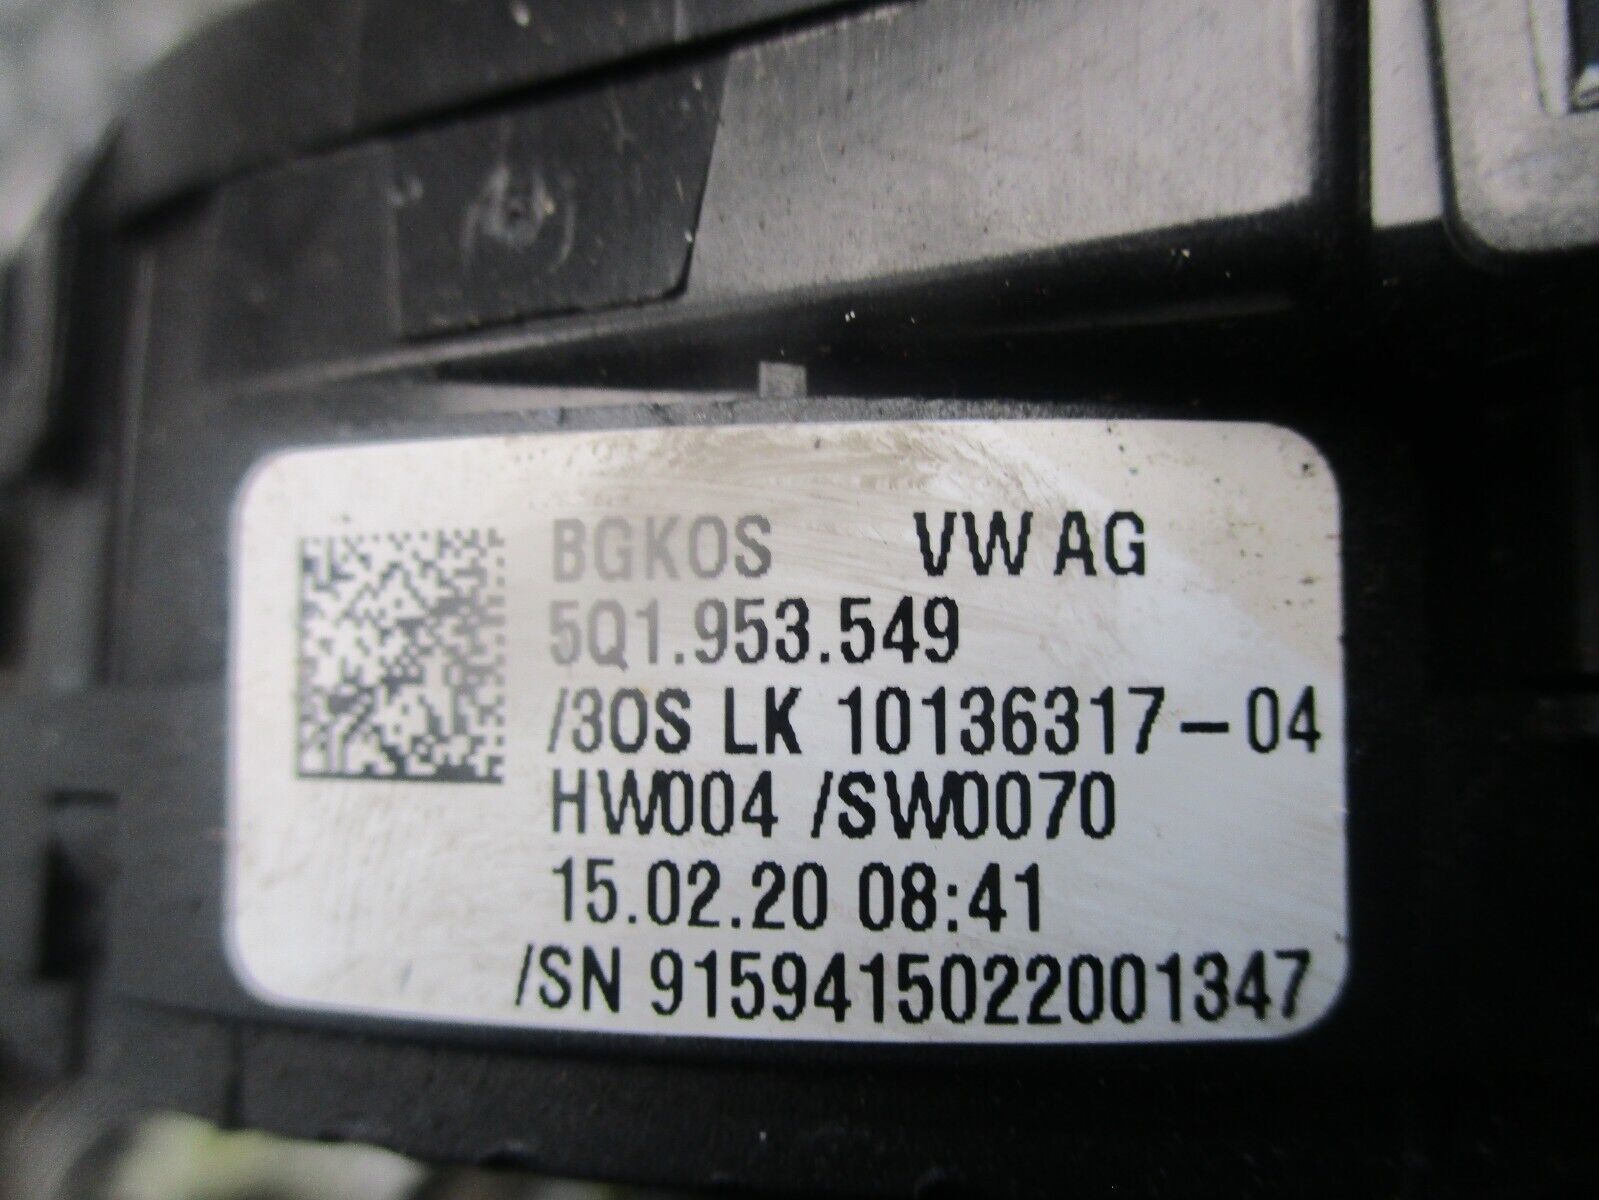 BGKOS VW AG
5Q1.953.549
/30S LK 10136317-04
HW004 /SW0070
15.02.20 08:41
/SN 9159415022001347